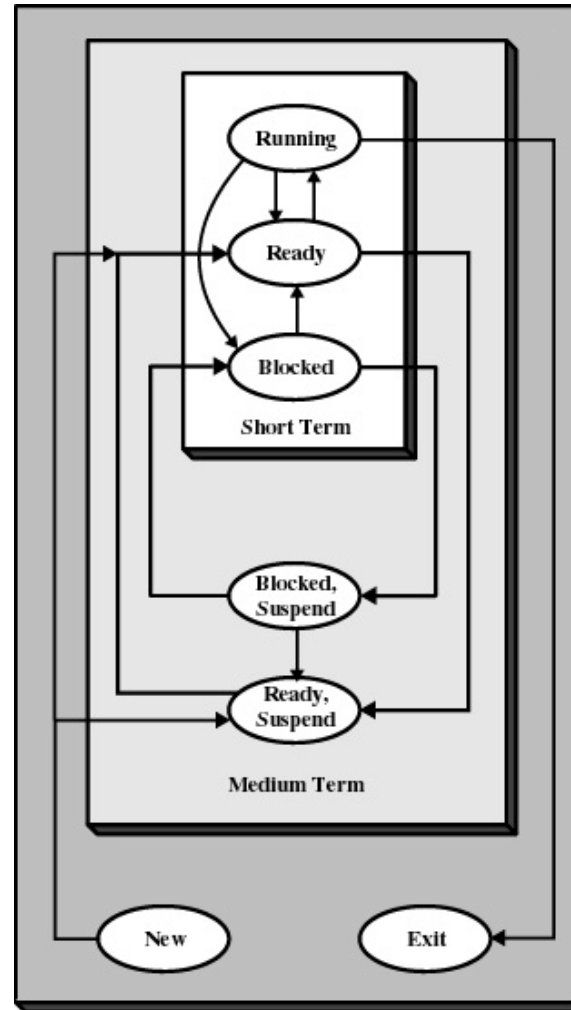 Running
Ready
Blocked
Short Term
Blocked,
Suspend
Ready,
Suspend
Medium Term
New
Exit